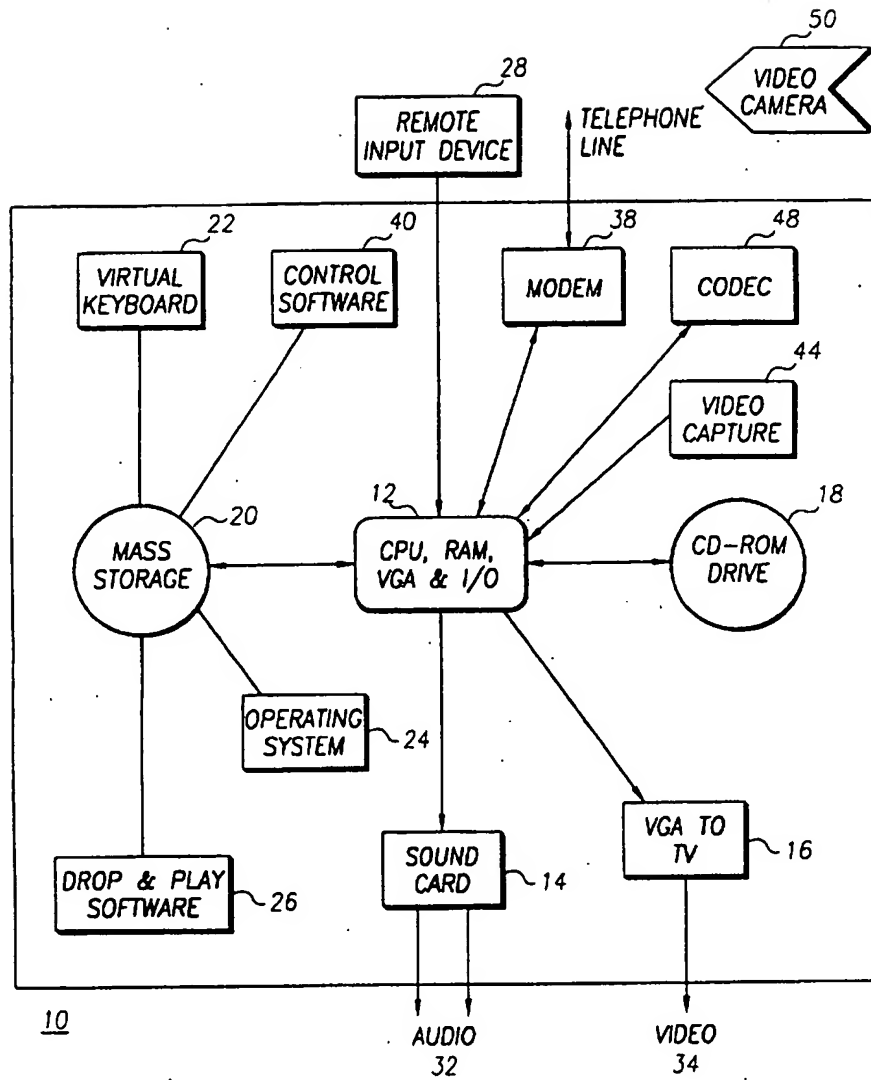 50
VIDEO
CAMERA
28
REMOTE
INPUT DEVICE
TELEPHONE
LINE
22
VIRTUAL
KEYBOARD
40
CONTROL
SOFTWARE
38
MODEM
48
CODEC
44
VIDEO
CAPTURE
20
MASS
STORAGE
12
CPU, RAM,
VGA & I/O
18
CD-ROM
DRIVE
OPERATING
SYSTEM
24
DROP & PLAY
SOFTWARE
26
SOUND
CARD
14
VGA TO
TV
16
10
AUDIO
32
VIDEO
34